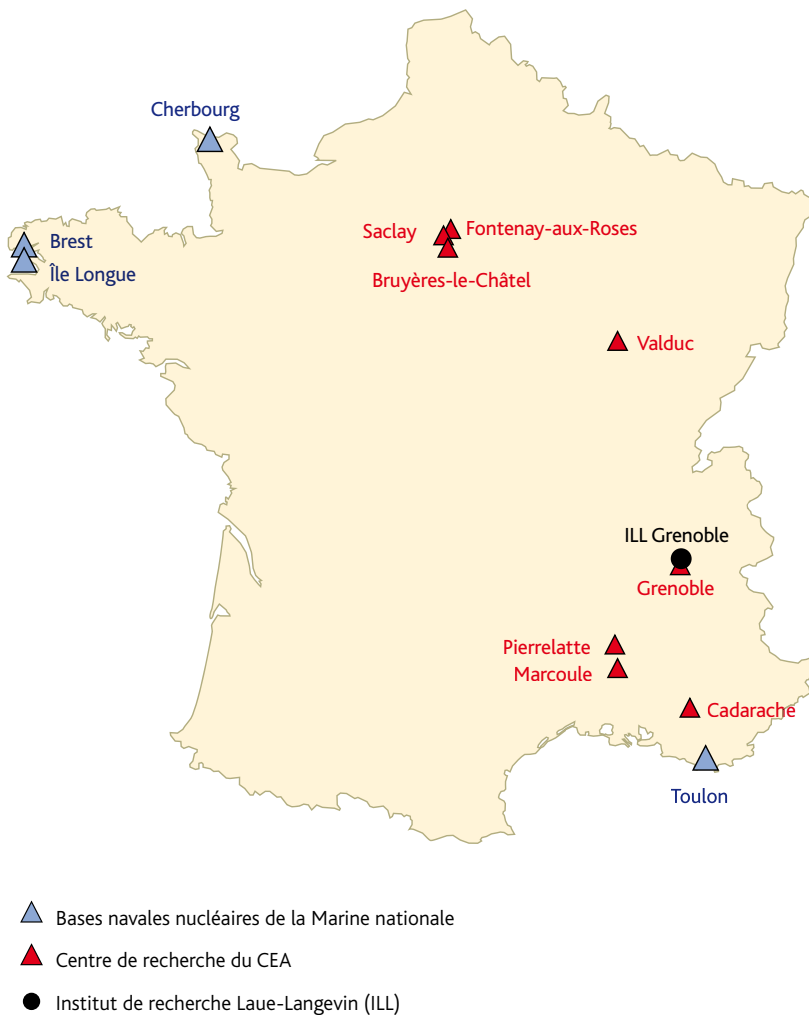 Cherbourg
Brest
Île Longue
Saclay
Fontenay-aux-Roses
Bruyères-le-Châtel
Valduc
ILL Grenoble
Grenoble
Pierrelatte
Marcoule
Cadarache
Toulon
Bases navales nucléaires de la Marine nationale
Centre de recherche du CEA
Institut de recherche Laue-Langevin (ILL)